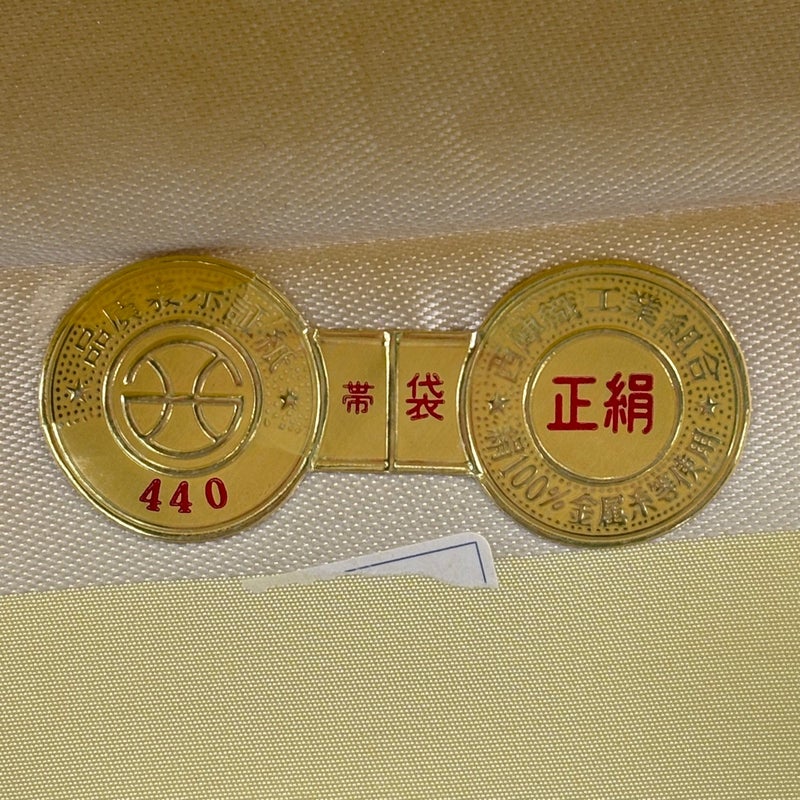 品質表示証紙
440
帯 袋
西陣織工業組合
正絹
絹100%
金属糸等使用